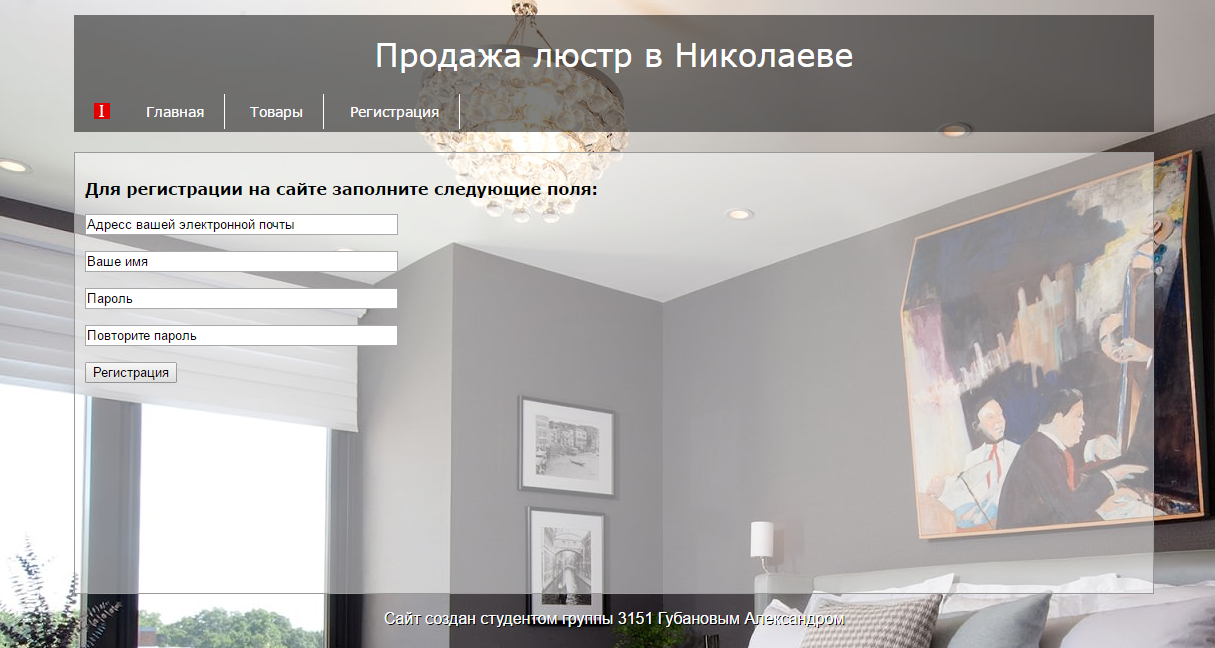 Продажа люстр в Николаеве
I Главная Товары Регистрация
Для регистрации на сайте заполните следующие поля:
Адресс вашей электронной почты
Ваше имя
Пароль
Повторите пароль
Регистрация
Сайт создан студентом группы 3151 Губановым Александром